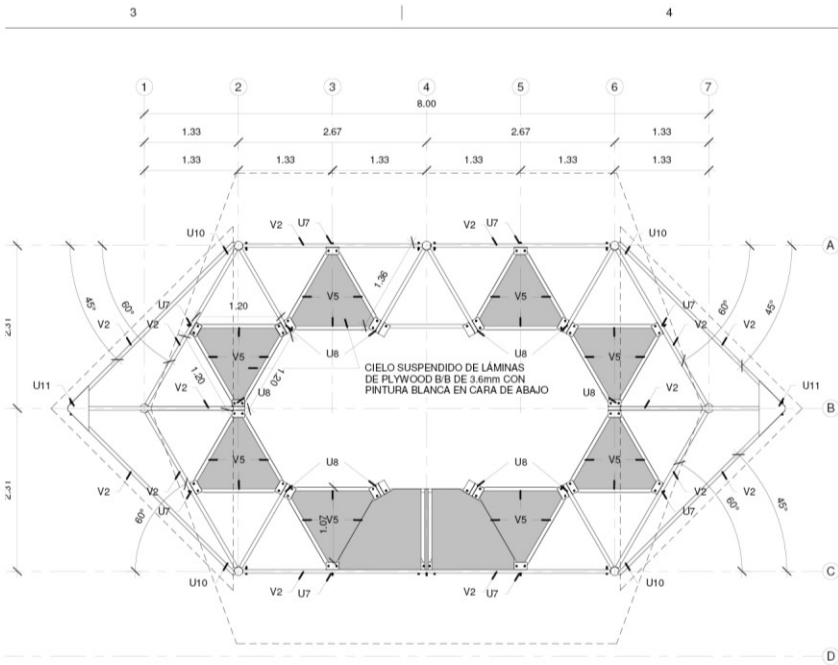 3 4
1 2 3 4 5 6 7
8.00
1.33 2.67 2.67 1.33
1.33 1.33 1.33 1.33 1.33 1.33
U7 U7
V2 V2
U10 U10
A
45° 60° 60° 45°
1.36
U7 U7
1.20
V5 V5
V2 V2 V2 V2
2.31
U8 U8
V5 V5
CIELO SUSPENDIDO DE LÁMINAS
DE PLYWOOD B/B DE 3.6mm CON
PINTURA BLANCA EN CARA DE ABAJO
1.20 1.20
V2 V2
U8 U8
U11 U11
B
V5 V5
U8 U8
V2 V2 V2 V2
2.31
60° 60° 45°
V5 V5
1.07
U7 U7
U10 U10
C
V2 V2
U7 U7
D